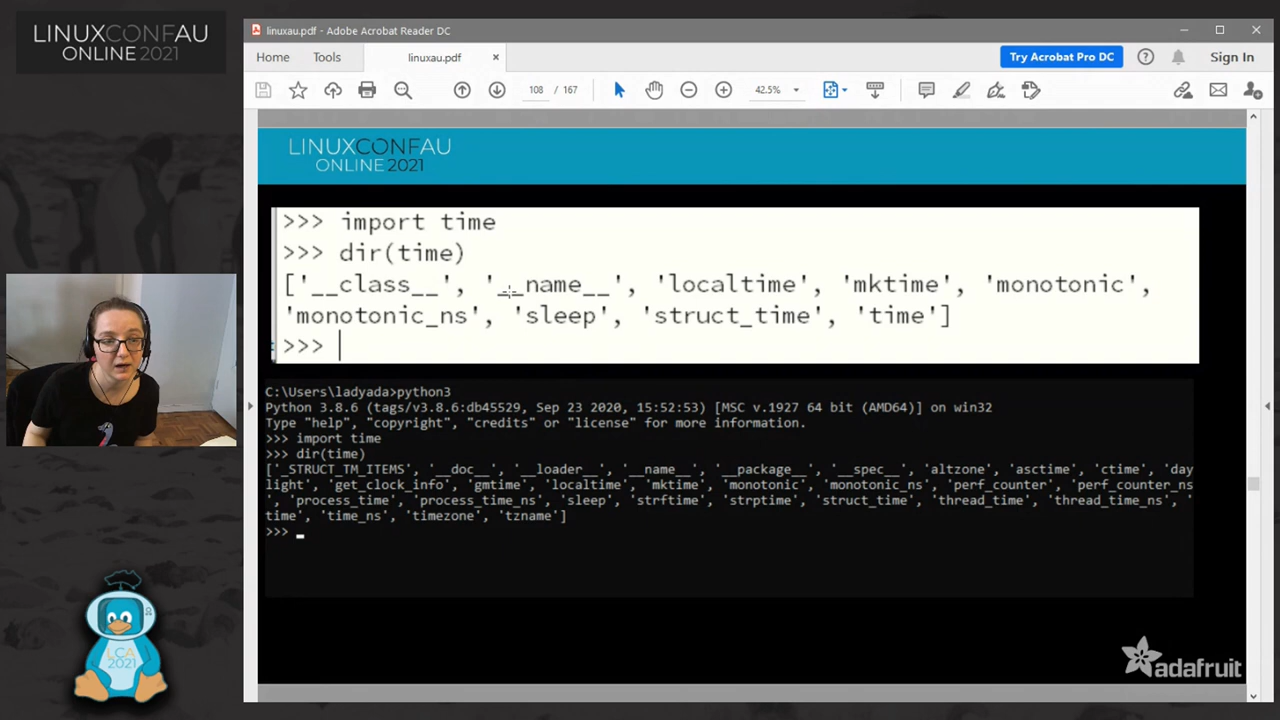 LINUXCONFAU
ONLINE 2021
linuxau.pdf - Adobe Acrobat Reader DC
Home Tools linuxau.pdf × Try Acrobat Pro DC Sign In
108 / 167 42.5%
LINUXCONFAU
ONLINE 2021
>>> import time
>>> dir(time)
['__class__', '__name__', 'localtime', 'mktime', 'monotonic',
'monotonic_ns', 'sleep', 'struct_time', 'time']
>>>
C:\Users\ladyada>python3
Python 3.8.6 (tags/v3.8.6:db45529, Sep 23 2020, 15:52:53) [MSC v.1927 64 bit (AMD64)] on win32
Type "help", "copyright", "credits" or "license" for more information.
>>> import time
>>> dir(time)
['_STRUCT_TM_ITEMS', '__doc__', '__loader__', '__name__', '__package__', '__spec__', 'altzone', 'asctime', 'ctime', 'day
light', 'get_clock_info', 'gmtime', 'localtime', 'mktime', 'monotonic', 'monotonic_ns', 'perf_counter', 'perf_counter_ns
', 'process_time', 'process_time_ns', 'sleep', 'strftime', 'strptime', 'struct_time', 'thread_time', 'thread_time_ns', '
time', 'time_ns', 'timezone', 'tzname']
>>>
LCA
2021
adafruit